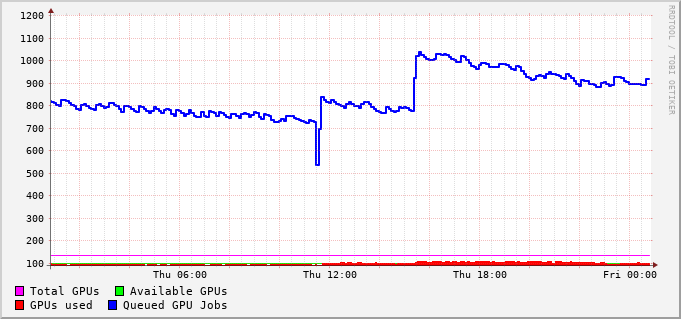 1200
1100
1000
900
800
700
600
500
400
300
200
100
Thu 06:00
Thu 12:00
Thu 18:00
Fri 00:00
Total GPUs
Available GPUs
GPUs used
Queued GPU Jobs
RRDTOOL / TOBI OETIKER